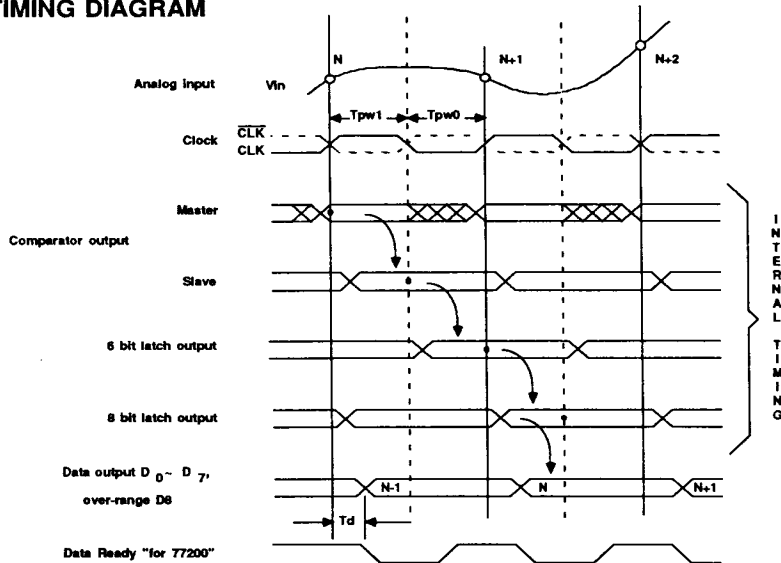 TIMING DIAGRAM
N
N+1
N+2
Analog input Vin
Tpw1 Tpw0
Clock
CLK
CLK
Master
Comparator output
Slave
6 bit latch output
8 bit latch output
Data output D 0~ D 7,
over-range D8
N-1 N N+1
Td
Data Ready "for 77200"
INTERNAL TIMING